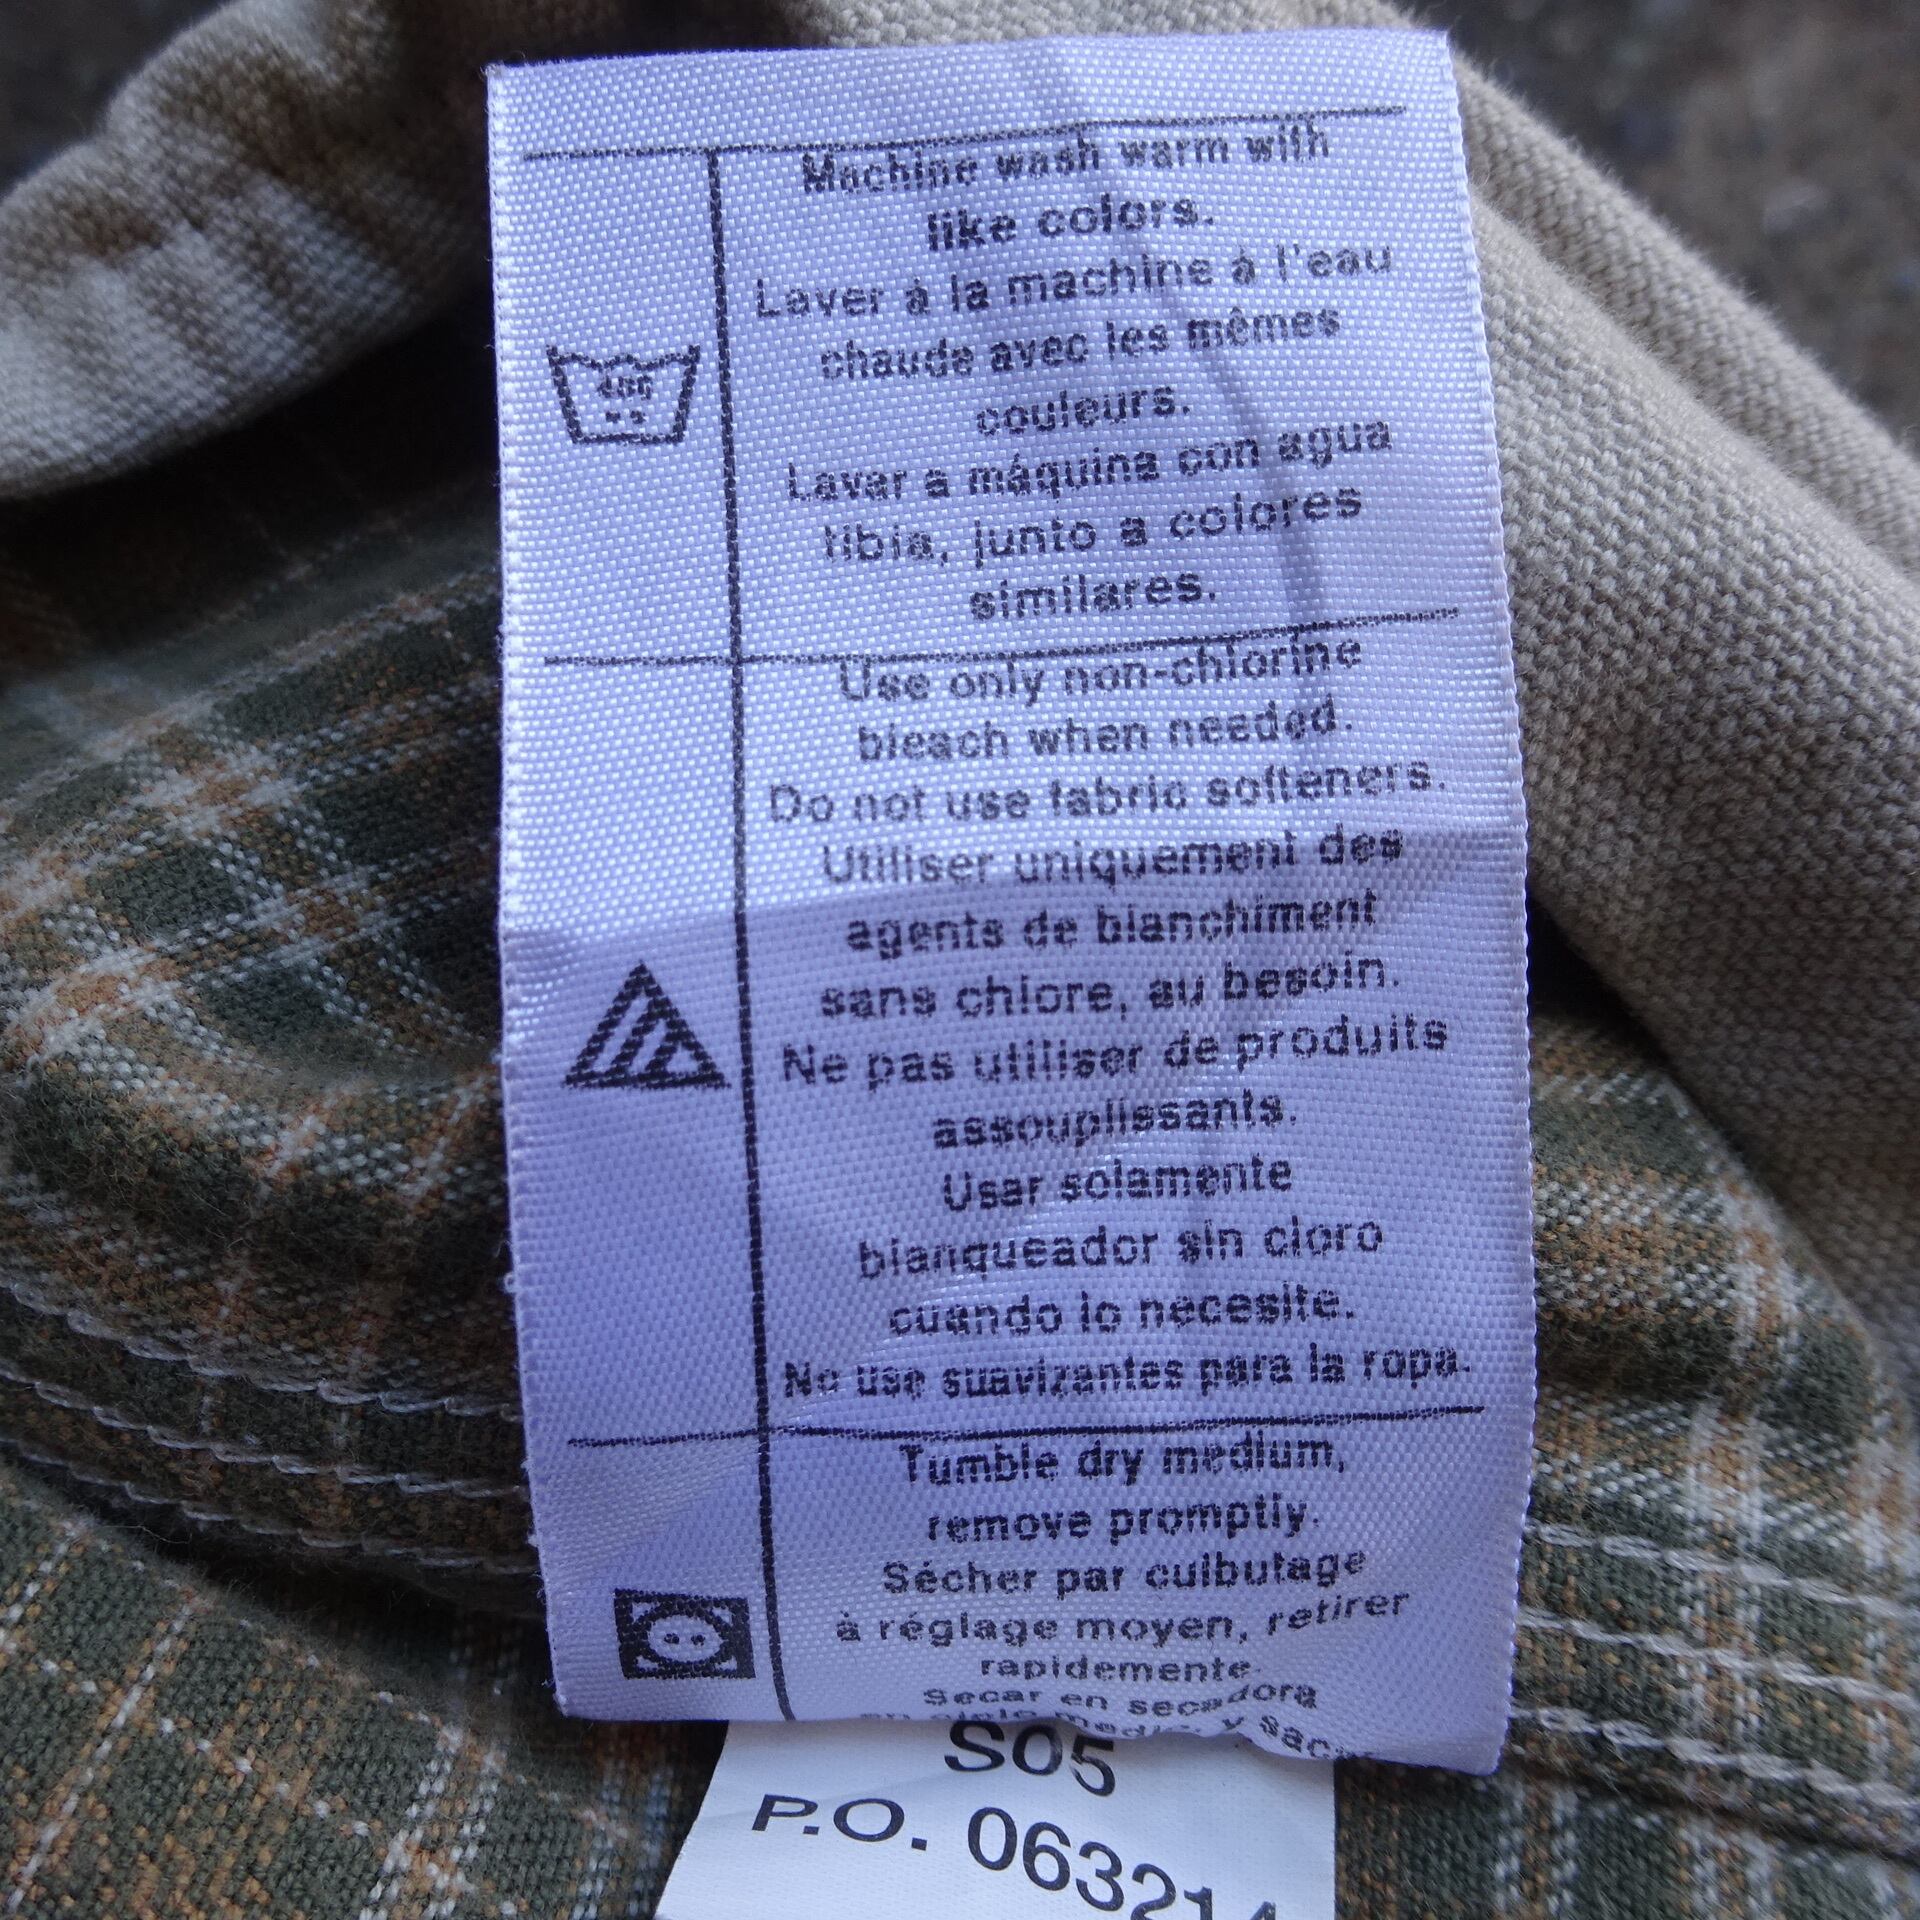 Machine wash warm with
like colors.
Laver à la machine à l'eau
chaude avec les mêmes
couleurs.
Lavar a máquina con agua
tibia, junto a colores
similares.
Use only non-chlorine
bleach when needed.
Do not use fabric softeners.
Utiliser uniquement des
agents de blanchiment
sans chlore, au besoin.
Ne pas utiliser de produits
assouplissants.
Usar solamente
blanqueador sin cloro
cuando lo necesite.
No use suavizantes para la ropa.
Tumble dry medium,
remove promptly.
Sécher par culbutage
à réglage moyen, retirer
rapidemente.
Secar en secadora
en ciclo medio y
S05
P.O. 063214